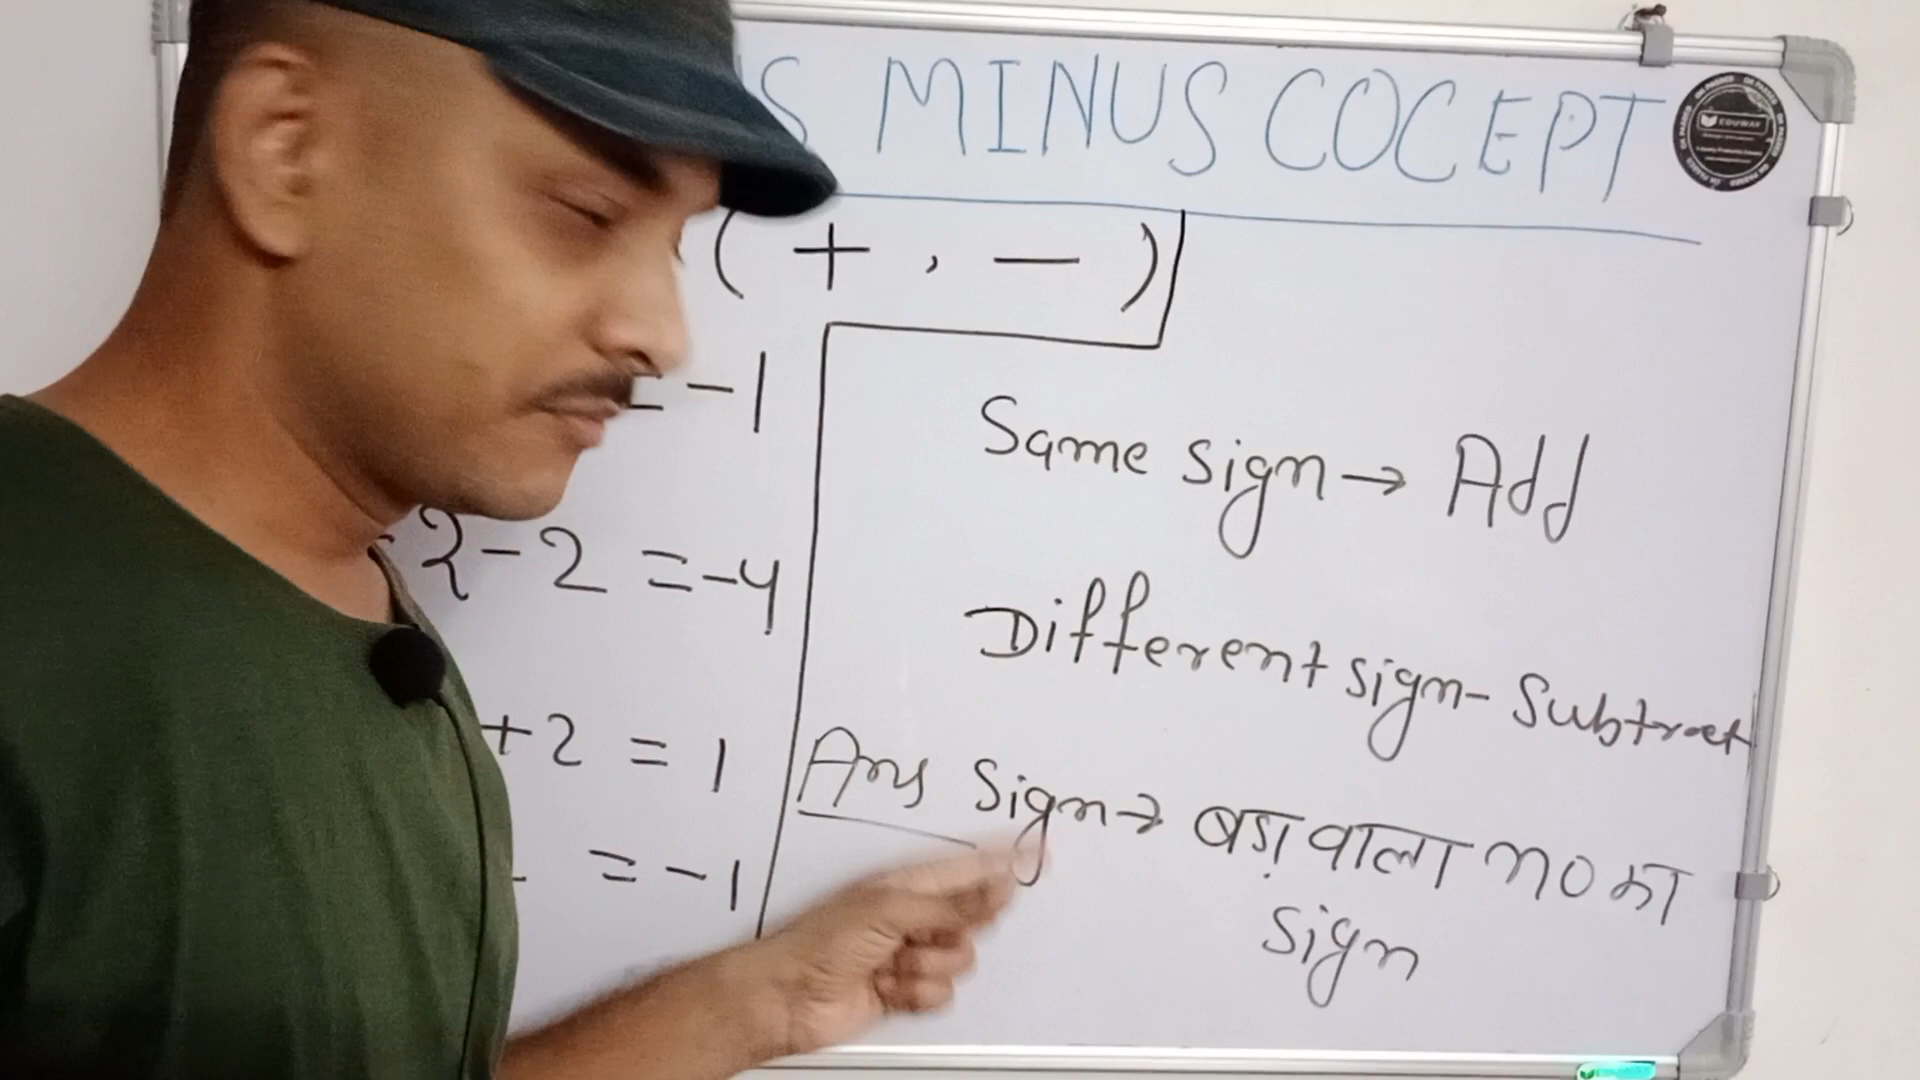 S MINUS COCEPT
EDUWAY
( + , - )
= -1
2-2 = -4
+2 = 1
= -1
Same sign → Add
Different sign - Subtract
Ans Sign → बड़ा वाला no का
sign